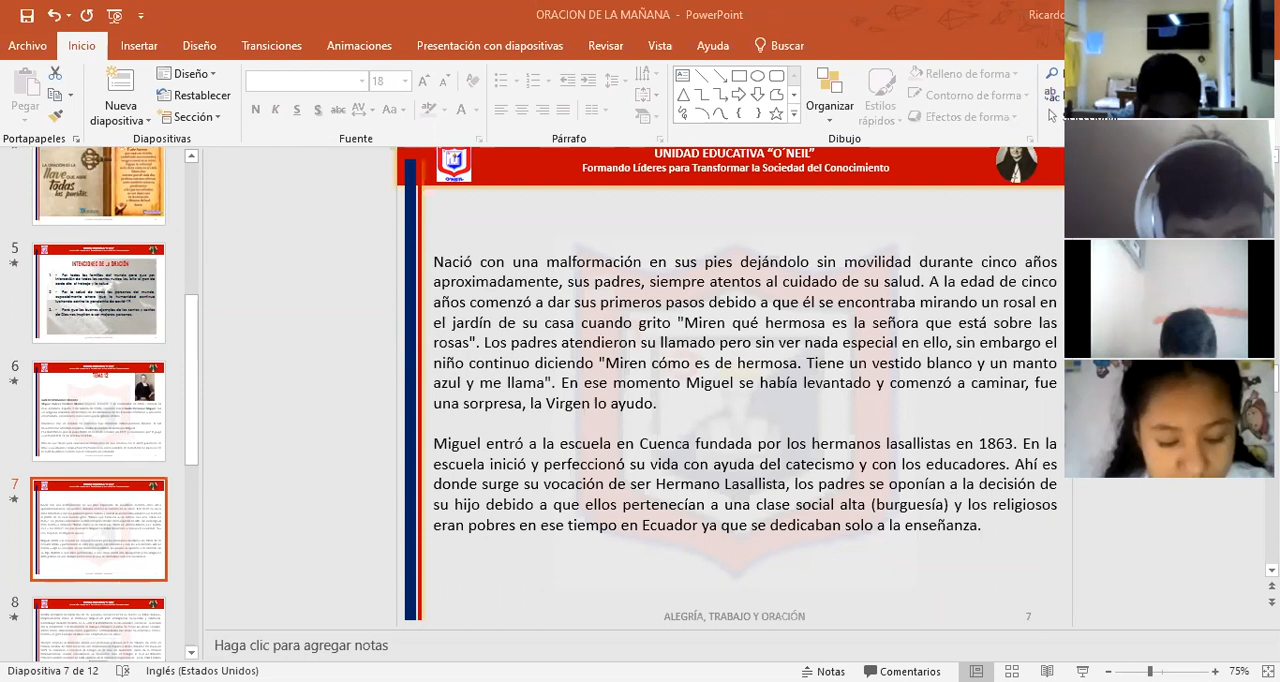 ORACION DE LA MAÑANA - PowerPoint
Ricardo
Archivo Inicio Insertar Diseño Transiciones Animaciones Presentación con diapositivas Revisar Vista Ayuda Buscar
Pegar
Nueva diapositiva
Diseño
Restablecer
Sección
18
N K S S abc AV Aa A
Organizar
Estilos rápidos
Relleno de forma
Contorno de forma
Efectos de forma
Portapapeles Diapositivas Fuente Párrafo Dibujo
5
INTENCIONES DE LA ORACIÓN
6
7
8
UNIDAD EDUCATIVA “O´NEIL”
Formando Líderes para Transformar la Sociedad del Conocimiento
Nació con una malformación en sus pies dejándolo sin movilidad durante cinco años
aproximadamente, sus padres, siempre atentos al cuidado de su salud. A la edad de cinco
años comenzó a dar sus primeros pasos debido a que él se encontraba mirando un rosal en
el jardín de su casa cuando grito "Miren qué hermosa es la señora que está sobre las
rosas". Los padres atendieron su llamado pero sin ver nada especial en ello, sin embargo el
niño continuo diciendo "Miren cómo es de hermosa. Tiene un vestido blanco y un manto
azul y me llama". En ese momento Miguel se había levantado y comenzó a caminar, fue
una sorpresa, la Virgen lo ayudo.
Miguel entra a la escuela en Cuenca fundada por los Hermanos Lasallistas en 1863. En la
escuela inició y perfeccionó su vida con ayuda del catecismo y con los educadores. Ahí es
donde surge su vocación de ser Hermano Lasallista. Los padres se oponían a la decisión de
su hijo debido a que ellos pertenecían a una condición social alta (burguesa) y los religiosos
eran pobres en ese tiempo en Ecuador ya que se dedicaban solo a la enseñanza.
ALEGRÍA, TRABAJO Y ORACIÓN 7
Haga clic para agregar notas
Diapositiva 7 de 12 Inglés (Estados Unidos) Notas Comentarios 75%